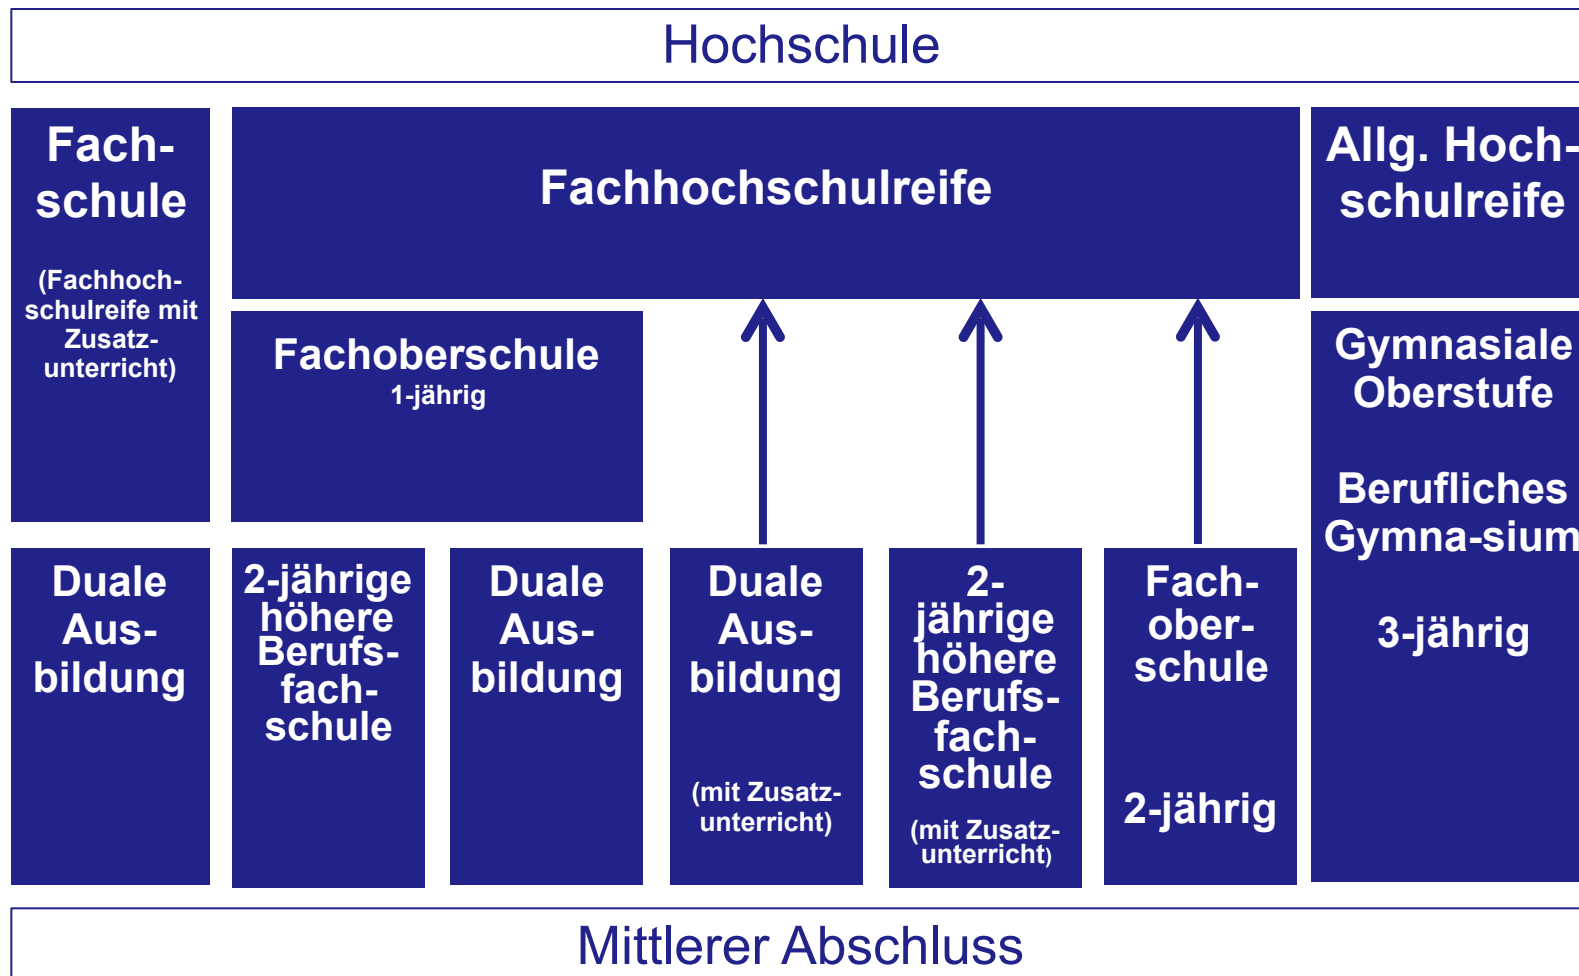 Hochschule
Fach-
schule
(Fachhoch-
schulreife mit
Zusatz-
unterricht)
Fachhochschulreife
Allg. Hoch-
schulreife
Fachoberschule
1-jährig
Gymnasiale
Oberstufe
Berufliches
Gymna-sium
3-jährig
Duale
Aus-
bildung
2-jährige
höhere
Berufs-
fach-
schule
Duale
Aus-
bildung
Duale
Aus-
bildung
(mit Zusatz-
unterricht)
2-
jährige
höhere
Berufs-
fach-
schule
(mit Zusatz-
unterricht)
Fach-
ober-
schule
2-jährig
Mittlerer Abschluss